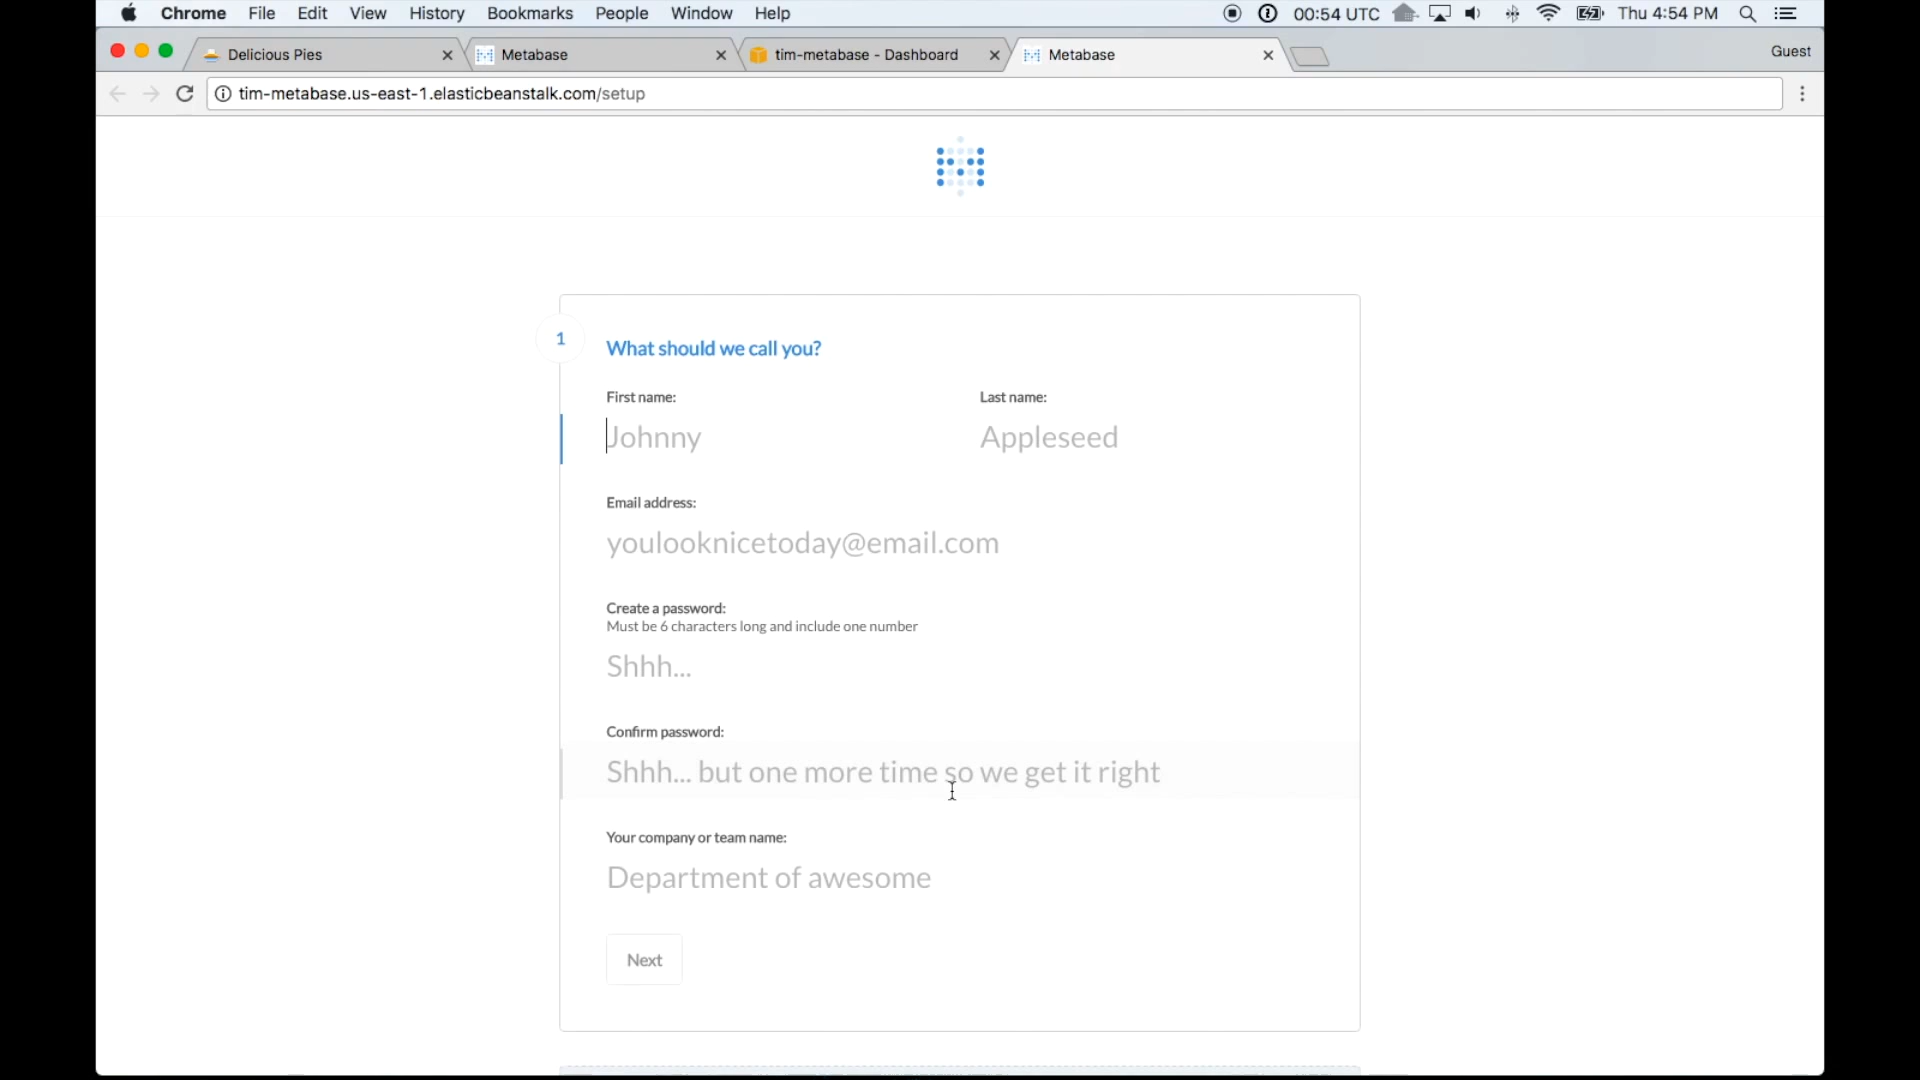 Chrome File Edit View History Bookmarks People Window Help 00:54 UTC Thu 4:54 PM
Delicious Pies Metabase tim-metabase - Dashboard Metabase Guest
tim-metabase.us-east-1.elasticbeanstalk.com/setup
1
What should we call you?
First name: Last name:
Johnny Appleseed
Email address:
youlooknicetoday@email.com
Create a password:
Must be 6 characters long and include one number
Shhh...
Confirm password:
Shhh... but one more time so we get it right
Your company or team name:
Department of awesome
Next